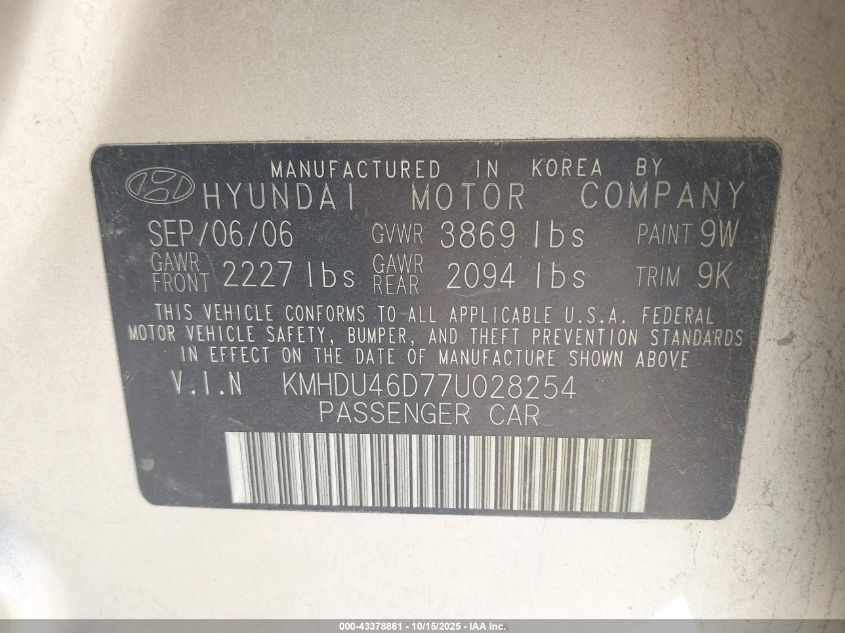 MANUFACTURED IN KOREA BY
HYUNDAI MOTOR COMPANY
SEP/06/06 GVWR 3869 lbs PAINT 9W
GAWR FRONT 2227 lbs GAWR REAR 2094 lbs TRIM 9K
THIS VEHICLE CONFORMS TO ALL APPLICABLE U.S.A. FEDERAL
MOTOR VEHICLE SAFETY, BUMPER, AND THEFT PREVENTION STANDARDS
IN EFFECT ON THE DATE OF MANUFACTURE SHOWN ABOVE
V.I.N KMHDU46D77U028254
PASSENGER CAR
000-43378861 - 10/15/2025 - IAA Inc.